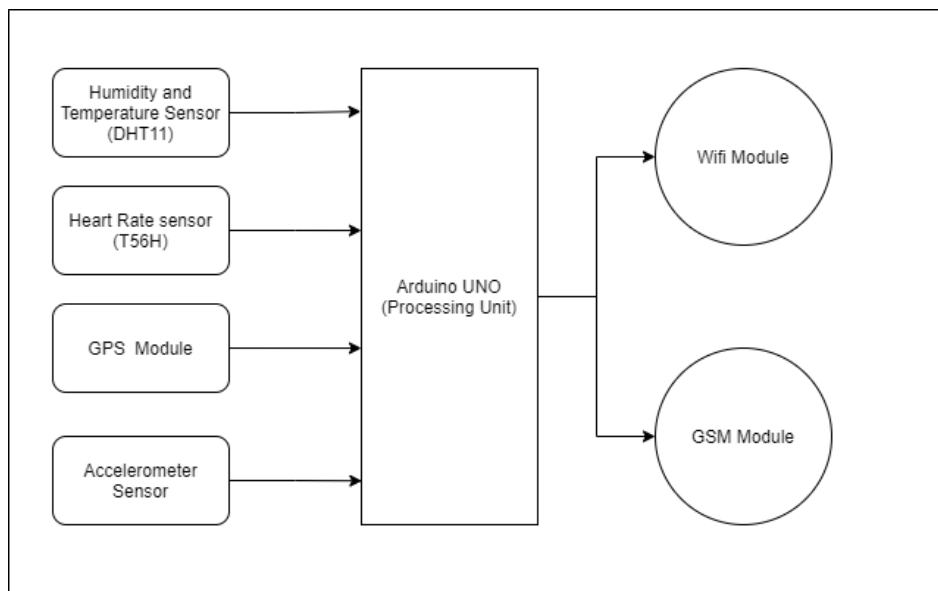 Humidity and
Temperature Sensor
(DHT11)
Heart Rate sensor
(T56H)
GPS Module
Accelerometer
Sensor
Arduino UNO
(Processing Unit)
Wifi Module
GSM Module